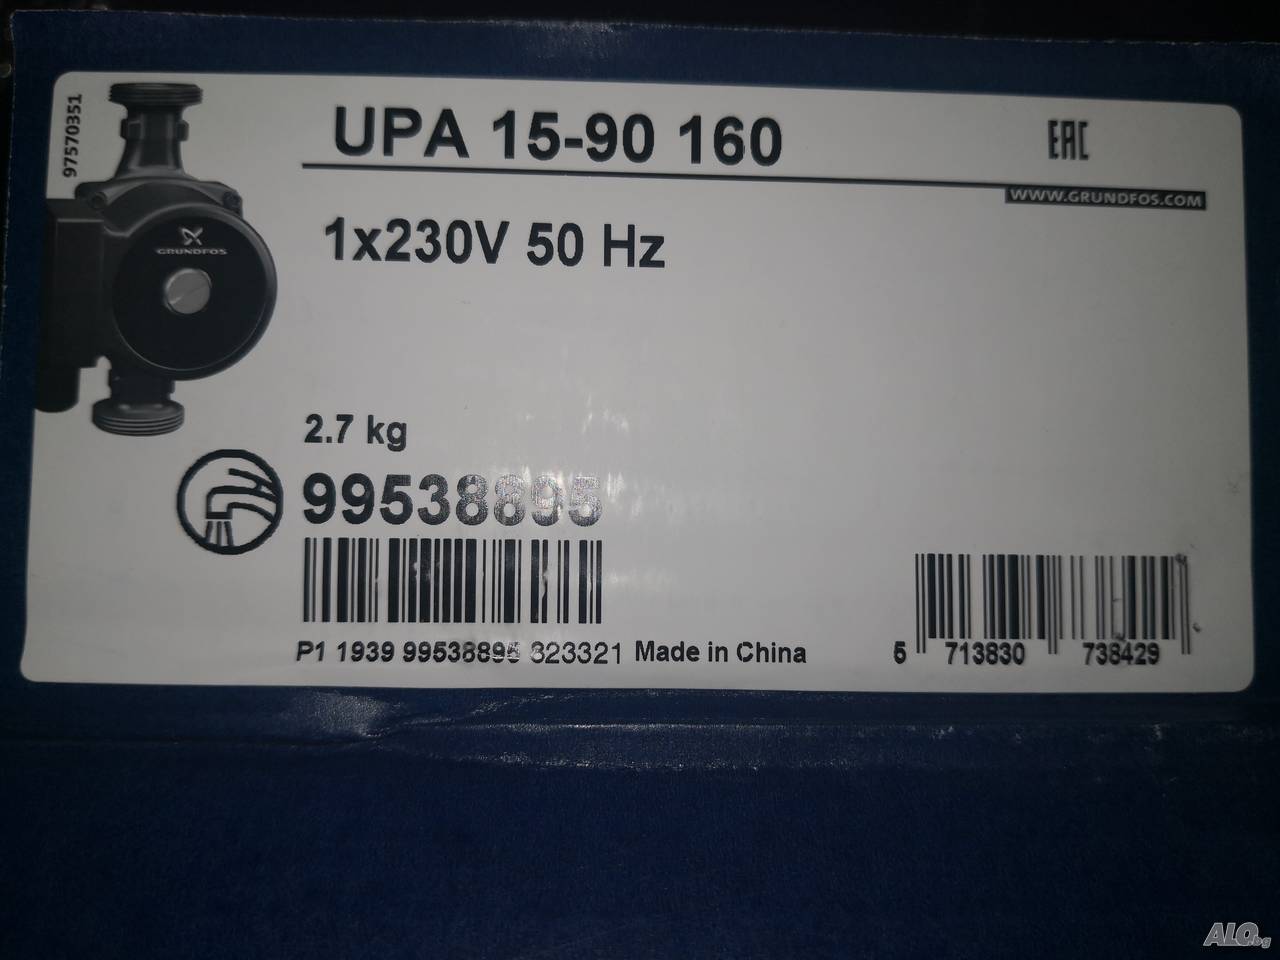 97570351
UPA 15-90 160
EAC
WWW.GRUNDFOS.COM
1x230V 50 Hz
GRUNDFOS
2.7 kg
99538895
P1 1939 99538895 323321 Made in China
5 713830 738429
ALO.bg